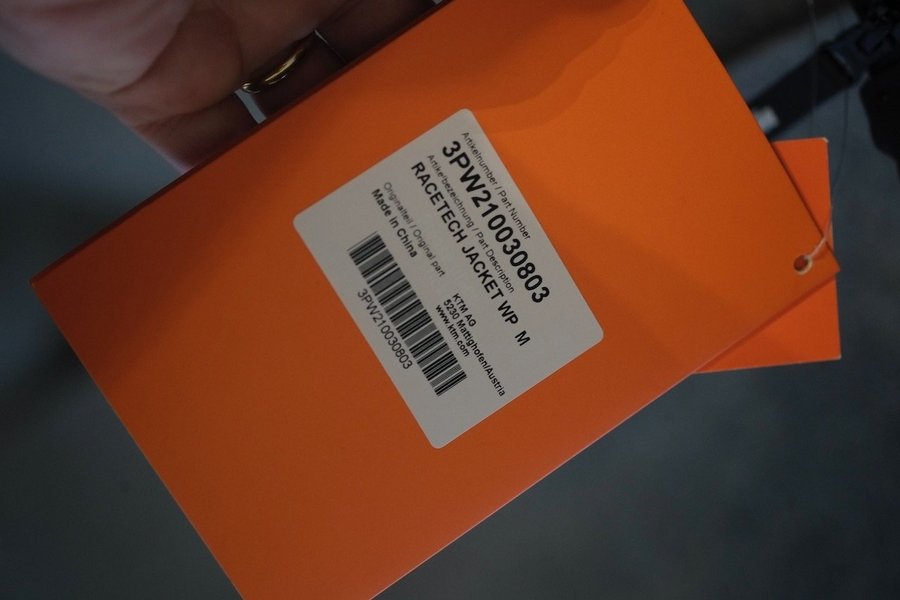 Artikelnummer / Part Number
3PW210030803
Artikelbezeichnung / Part Description
RACETECH JACKET WP M
Originalteil / Original part
Made in China
KTM AG
5230 Mattighofen/Austria
www.ktm.com
3PW210030803